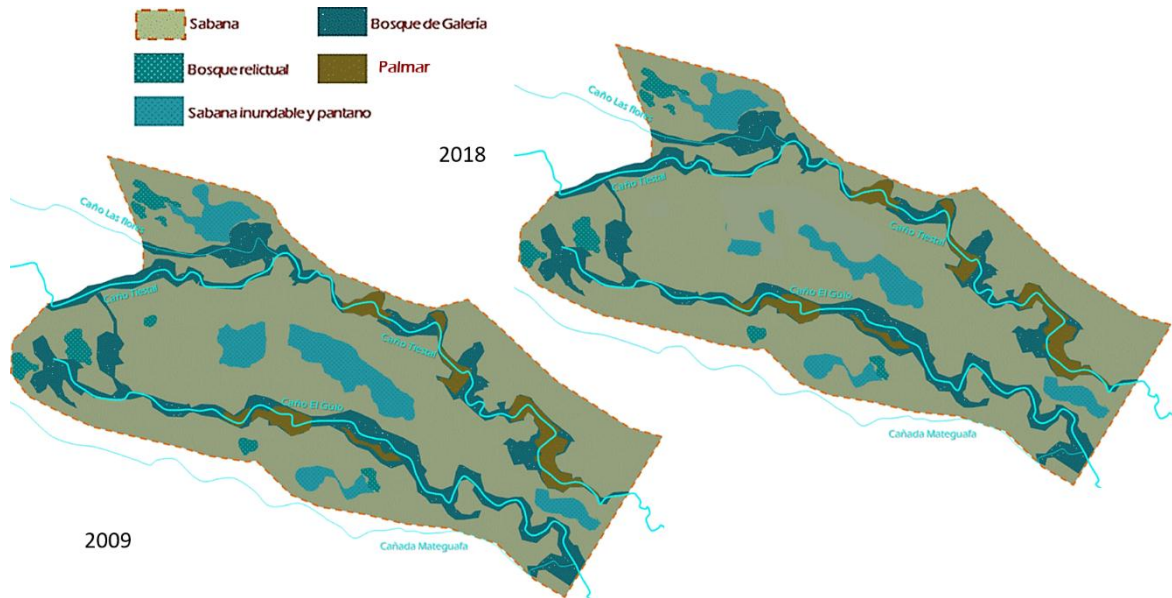 Sabana
Bosque de Galería
Bosque relictual
Palmar
Sabana inundable y pantano
2018
Caño Las flores
Caño Tiestal
Caño Tiestal
Caño El Guio
Cañada Mateguafa
2009
Caño Las flores
Caño Tiestal
Caño Tiestal
Caño El Guio
Cañada Mateguafa